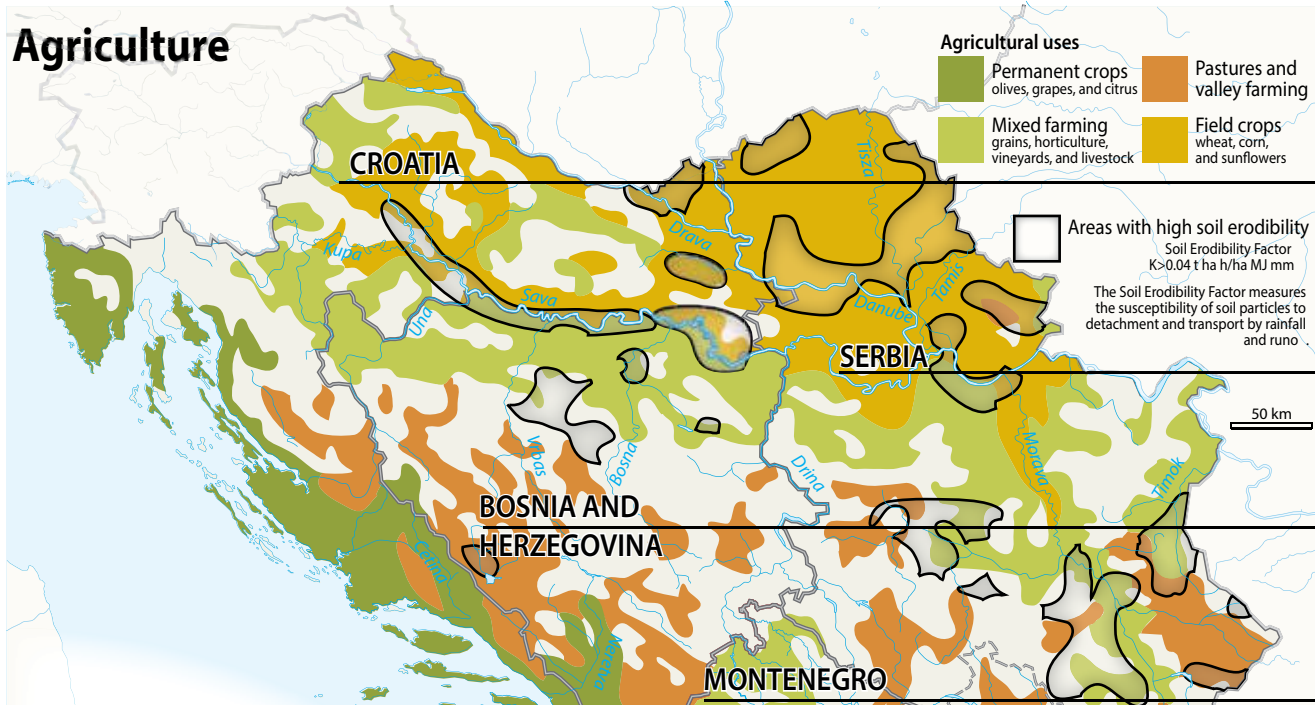 Agriculture
Agricultural uses
Permanent crops
olives, grapes, and citrus
Pastures and
valley farming
Mixed farming
grains, horticulture,
vineyards, and livestock
Field crops
wheat, corn,
and sunflowers
Areas with high soil erodibility
Soil Erodibility Factor
K>0.04 t ha h/ha MJ mm
The Soil Erodibility Factor measures
the susceptibility of soil particles to
detachment and transport by rainfall
and runo .
50 km
CROATIA
Tisza
Kupa
Drava
Sava
Una
Danube
Tamis
SERBIA
Vrbas
Bosna
Drina
Morava
Timok
BOSNIA AND
HERZEGOVINA
Cetina
Neretva
MONTENEGRO